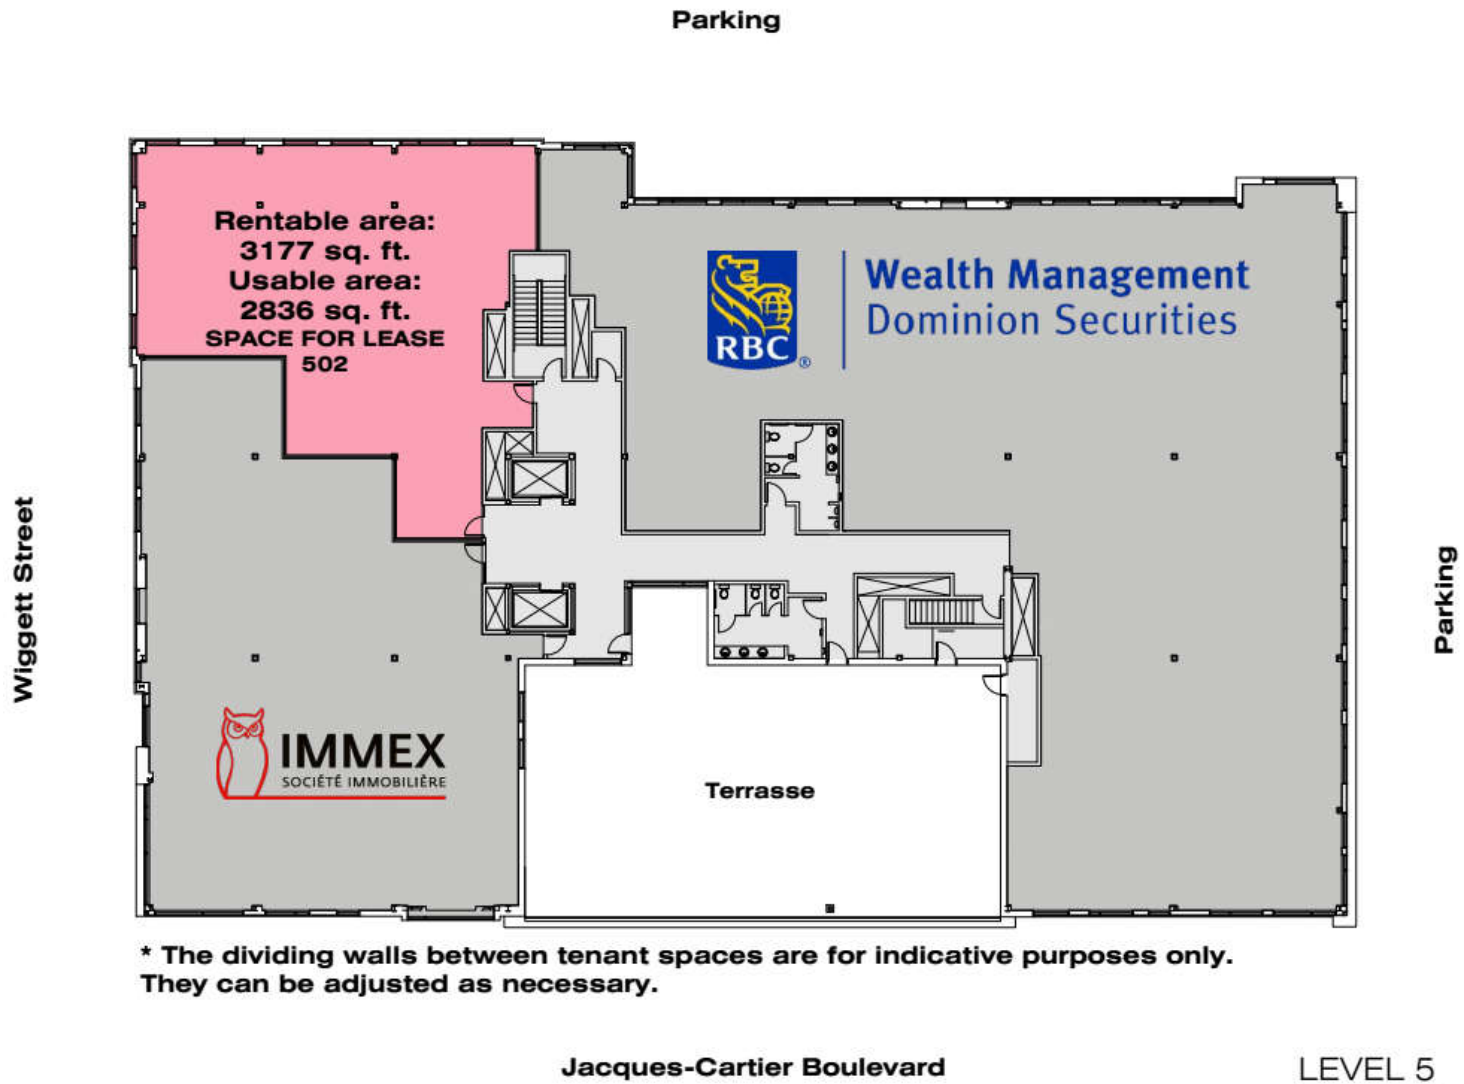 Parking
Rentable area:
3177 sq. ft.
Usable area:
2836 sq. ft.
SPACE FOR LEASE
502
RBC
®
Wealth Management
Dominion Securities
Wiggett Street
Parking
IMMEX
SOCIÉTÉ IMMOBILIÈRE
Terrasse
* The dividing walls between tenant spaces are for indicative purposes only.
They can be adjusted as necessary.
Jacques-Cartier Boulevard
LEVEL 5